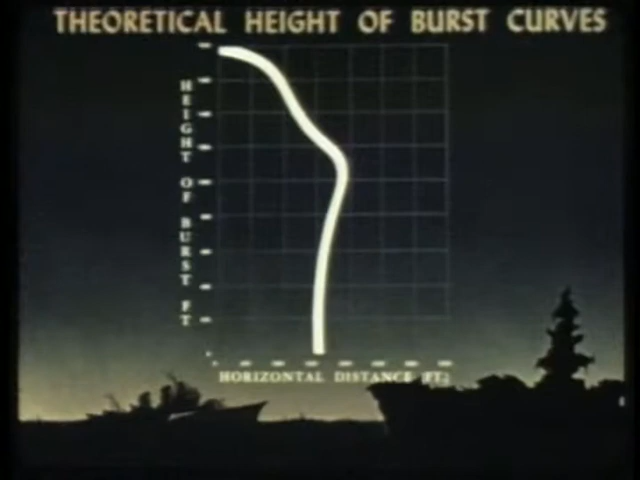 THEORETICAL HEIGHT OF BURST CURVES
HEIGHT OF BURST FT
HORIZONTAL DISTANCE (FT)